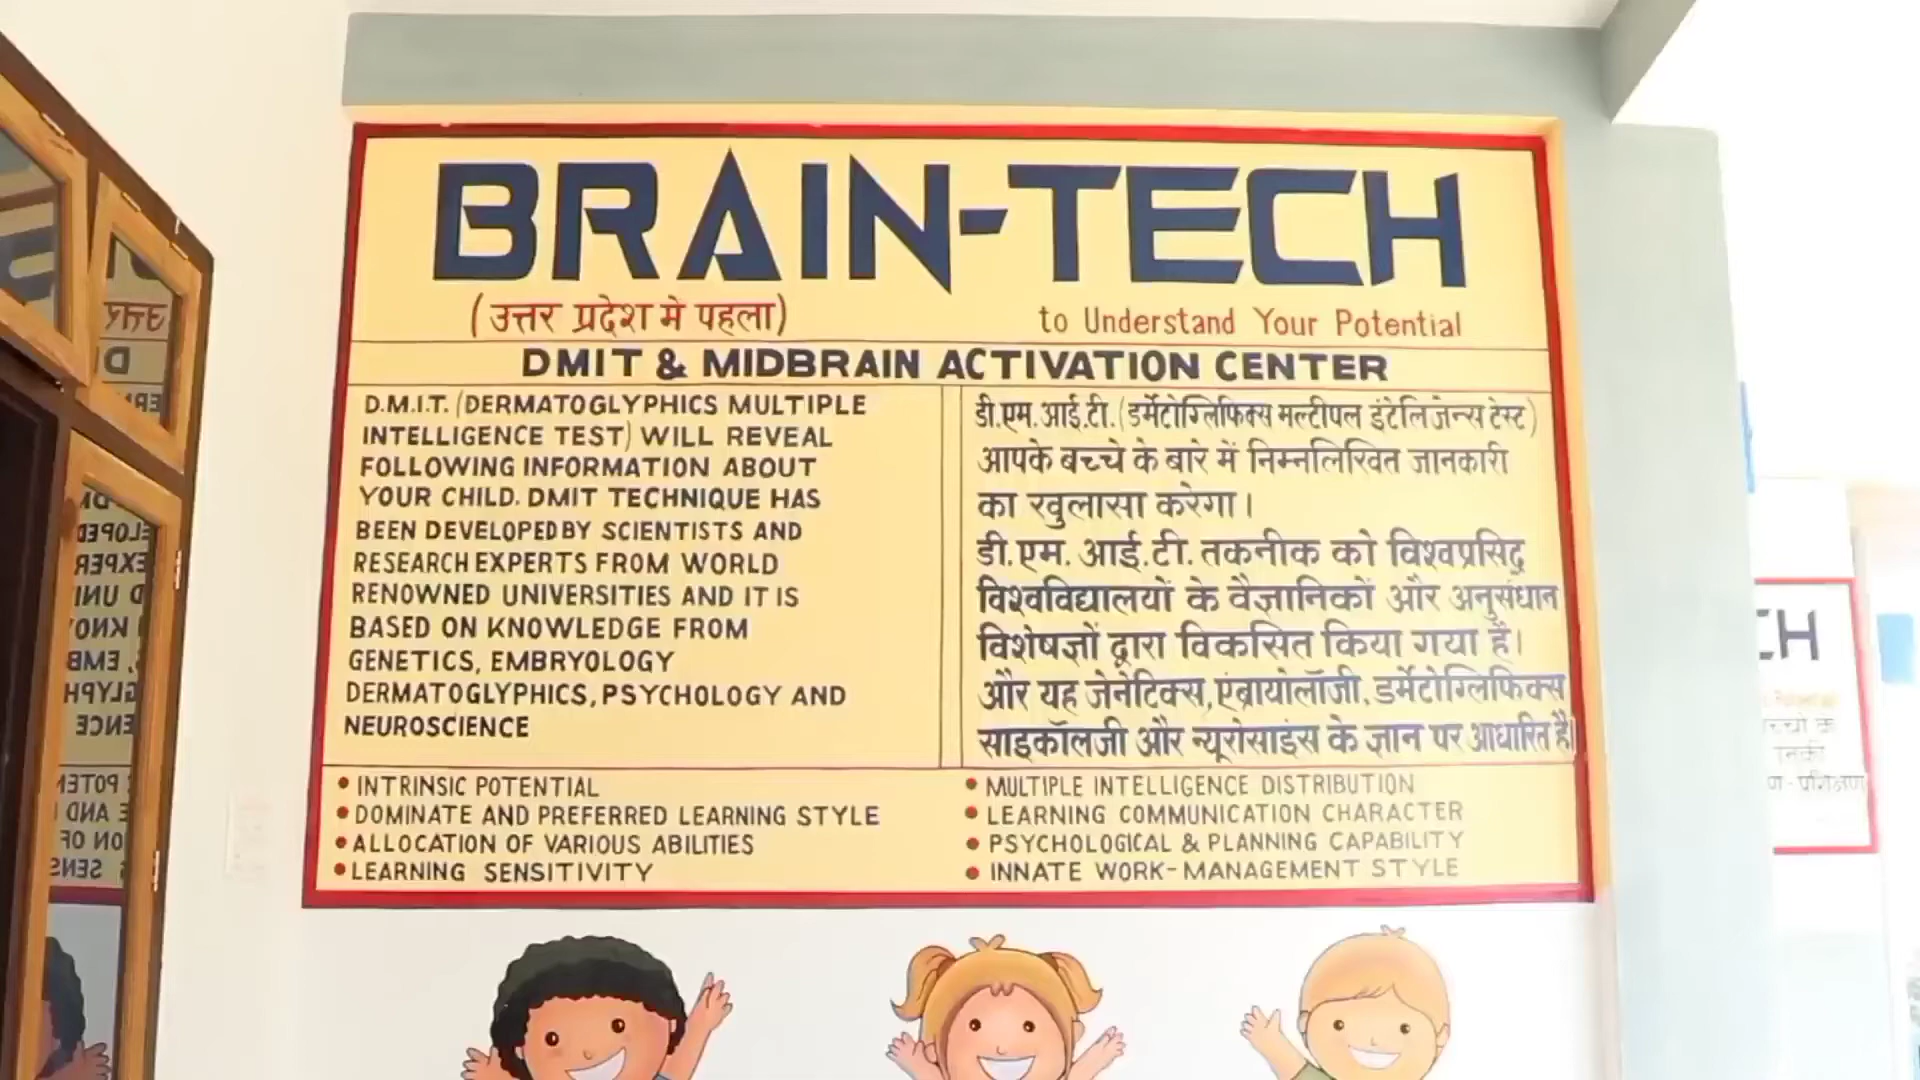 BRAIN-TECH
(उत्तर प्रदेश मे पहला)
to Understand Your Potential
DMIT & MIDBRAIN ACTIVATION CENTER
D.M.I.T. (DERMATOGLYPHICS MULTIPLE
INTELLIGENCE TEST) WILL REVEAL
FOLLOWING INFORMATION ABOUT
YOUR CHILD. DMIT TECHNIQUE HAS
BEEN DEVELOPED BY SCIENTISTS AND
RESEARCH EXPERTS FROM WORLD
RENOWNED UNIVERSITIES AND IT IS
BASED ON KNOWLEDGE FROM
GENETICS, EMBRYOLOGY
DERMATOGLYPHICS, PSYCHOLOGY AND
NEUROSCIENCE
डी.एम.आई.टी. (डर्मेटोग्लिफिक्स मल्टीपल इंटेलिजेन्स टेस्ट)
आपके बच्चे के बारे में निम्नलिखित जानकारी
का खुलासा करेगा।
डी.एम. आई.टी. तकनीक को विश्वप्रसिद्ध
विश्वविद्यालयों के वैज्ञानिकों और अनुसंधान
विशेषज्ञों द्वारा विकसित किया गया है।
और यह जेनेटिक्स, एंब्रायोलॉजी, डर्मेटोग्लिफिक्स
साइकॉलजी और न्यूरोसाइंस के ज्ञान पर आधारित है।
• INTRINSIC POTENTIAL
• DOMINATE AND PREFERRED LEARNING STYLE
• ALLOCATION OF VARIOUS ABILITIES
• LEARNING SENSITIVITY
• MULTIPLE INTELLIGENCE DISTRIBUTION
• LEARNING COMMUNICATION CHARACTER
• PSYCHOLOGICAL & PLANNING CAPABILITY
• INNATE WORK-MANAGEMENT STYLE
CH